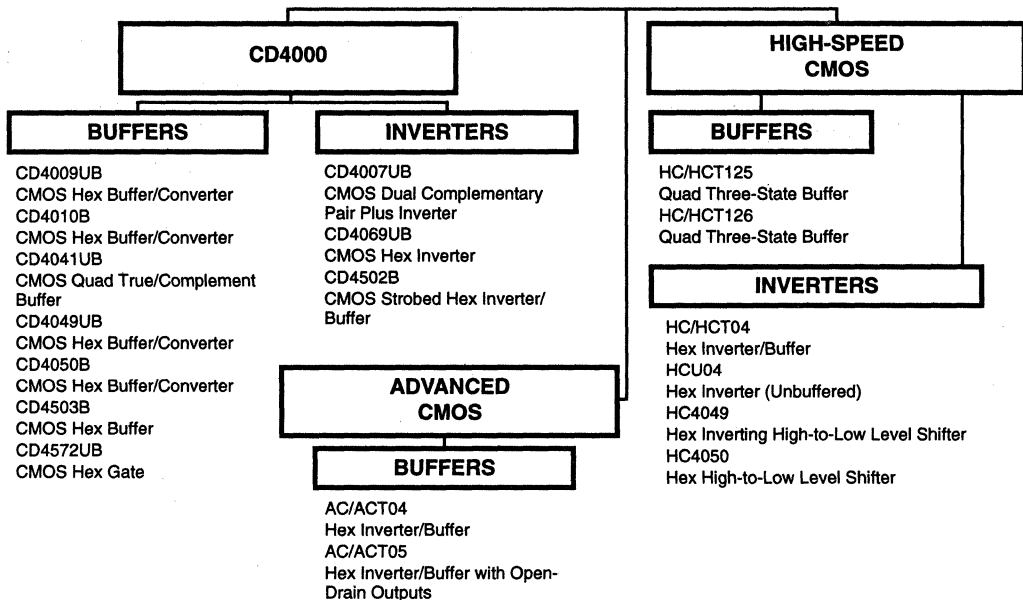 CD4000
BUFFERS
CD4009UB
CMOS Hex Buffer/Converter
CD4010B
CMOS Hex Buffer/Converter
CD4041UB
CMOS Quad True/Complement
Buffer
CD4049UB
CMOS Hex Buffer/Converter
CD4050B
CMOS Hex Buffer/Converter
CD4503B
CMOS Hex Buffer
CD4572UB
CMOS Hex Gate
INVERTERS
CD4007UB
CMOS Dual Complementary
Pair Plus Inverter
CD4069UB
CMOS Hex Inverter
CD4502B
CMOS Strobed Hex Inverter/
Buffer
ADVANCED
CMOS
BUFFERS
AC/ACT04
Hex Inverter/Buffer
AC/ACT05
Hex Inverter/Buffer with Open-
Drain Outputs
HIGH-SPEED
CMOS
BUFFERS
HC/HCT125
Quad Three-State Buffer
HC/HCT126
Quad Three-State Buffer
INVERTERS
HC/HCT04
Hex Inverter/Buffer
HCU04
Hex Inverter (Unbuffered)
HC4049
Hex Inverting High-to-Low Level Shifter
HC4050
Hex High-to-Low Level Shifter